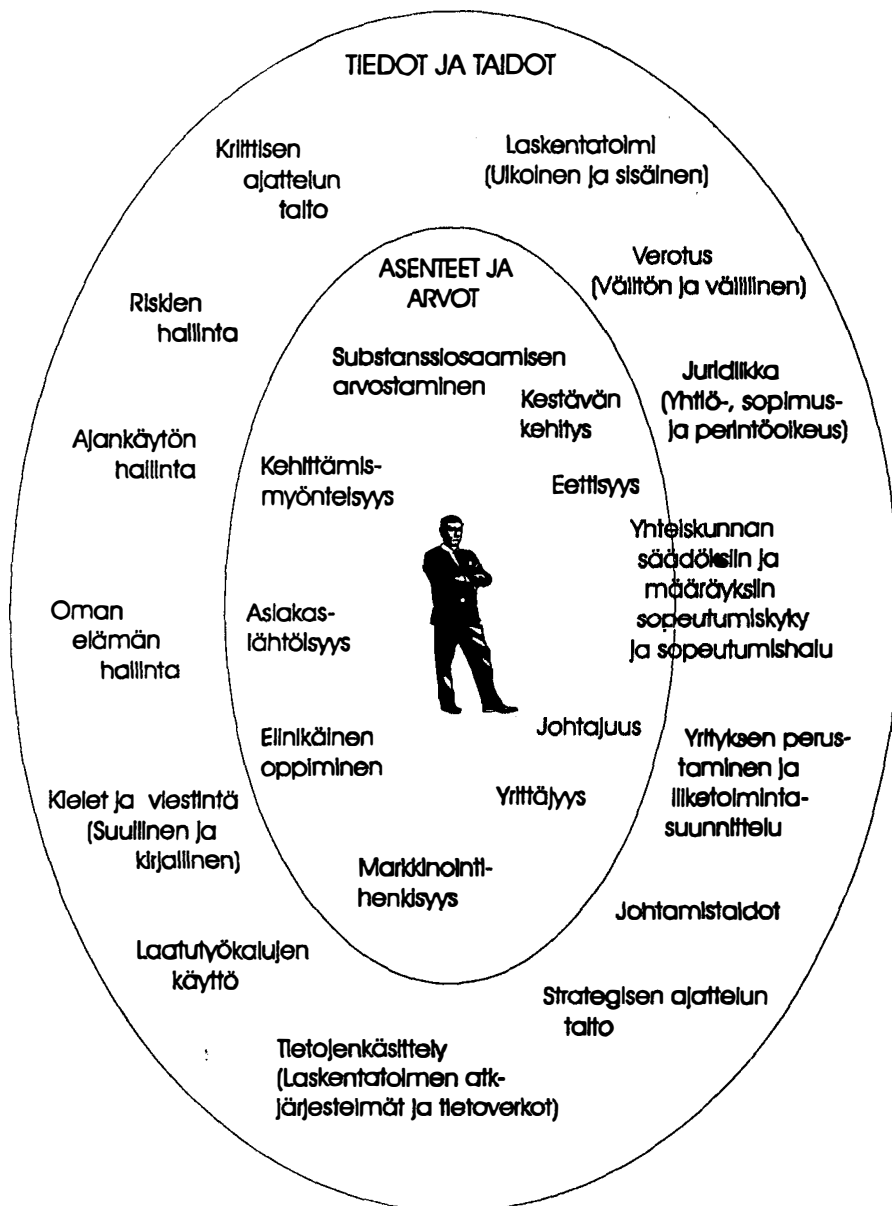 TIEDOT JA TAIDOT
Kriittisen
ajattelun
taito
Laskentatoimi
(Ulkoinen ja sisäinen)
Verotus
(Välitön ja välillinen)
Riskien
hallinta
Juridiikka
(Yhtiö-, sopimus-
ja perintöoikeus)
Ajankäytön
hallinta
Oman
elämän
hallinta
Kielet ja viestintä
(Suullinen ja
kirjallinen)
Laatutyökalujen
käyttö
Tietojenkäsittely
(Laskentatoimen atk-
järjestelmät ja tietoverkot)
Strategisen ajattelun
taito
Johtamistaidot
Yrityksen perus-
taminen ja
liiketoiminta-
suunnittelu
Yhteiskunnan
säädöksiin ja
määräyksiin
sopeutumiskyky
ja sopeutumishalu
ASENTEET JA
ARVOT
Substanssiosaamisen
arvostaminen
Kestävän
kehitys
Kehittämis-
myönteisyys
Eettisyys
Asiakas-
lähtöisyys
Elinikäinen
oppiminen
Johtajuus
Yrittäjyys
Markkinointi-
henkisyys